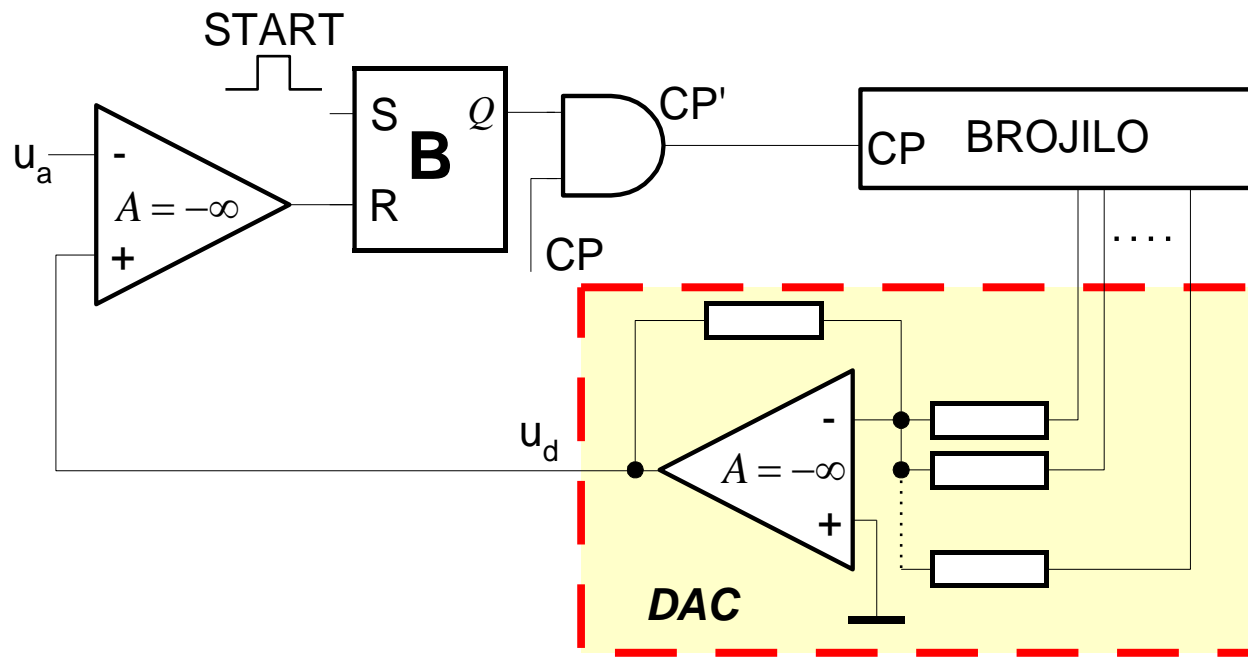 START
S Q
B
R
CP'
CP BROJILO
u_a -
A = −∞
+
CP
. . . .
u_d
-
A = −∞
+
DAC